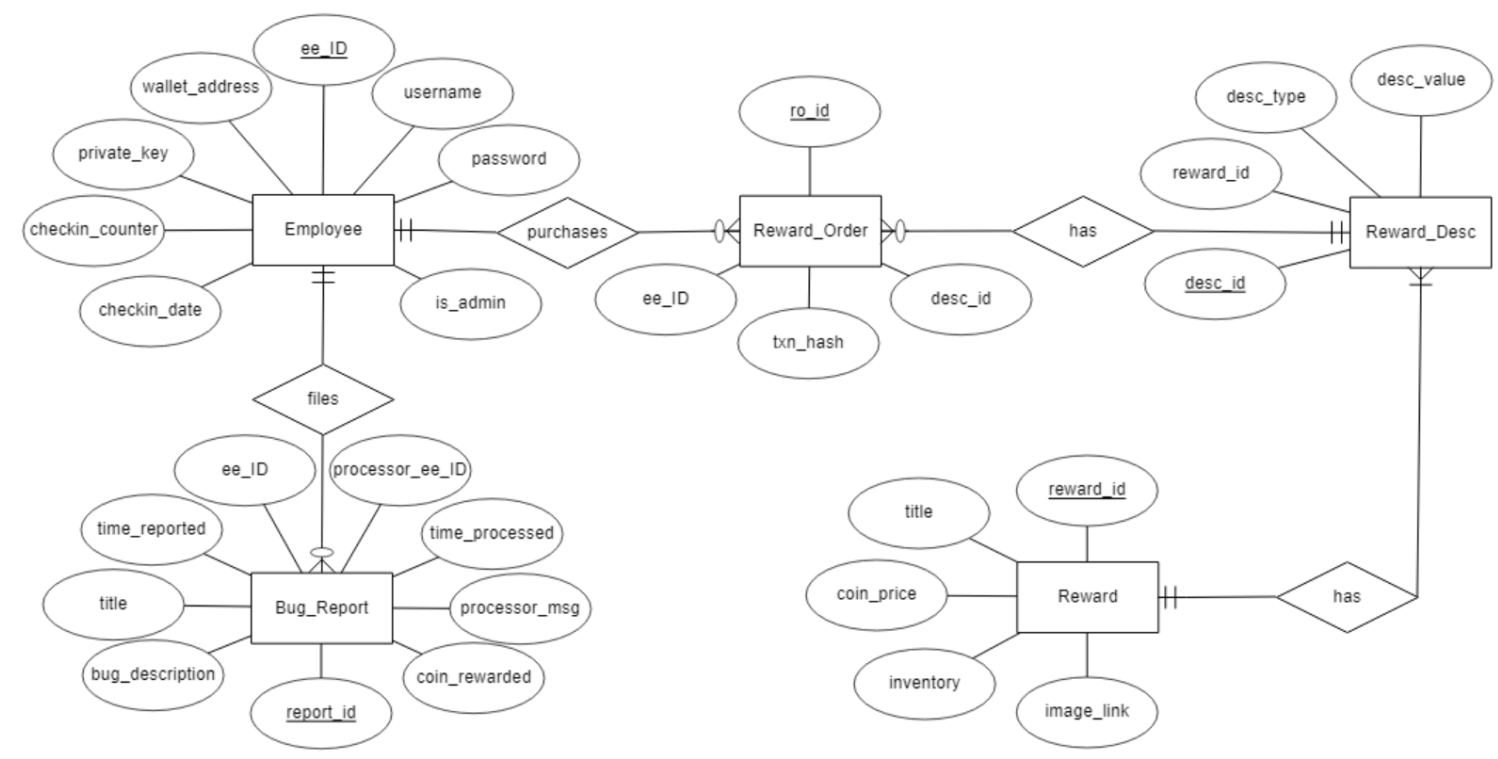 ee_ID
wallet_address
username
private_key
password
checkin_counter
Employee
checkin_date
is_admin
purchases
ro_id
Reward_Order
ee_ID
desc_id
txn_hash
has
desc_type
desc_value
reward_id
Reward_Desc
desc_id
files
ee_ID
processor_ee_ID
time_reported
time_processed
title
Bug_Report
processor_msg
bug_description
coin_rewarded
report_id
reward_id
title
coin_price
Reward
has
inventory
image_link